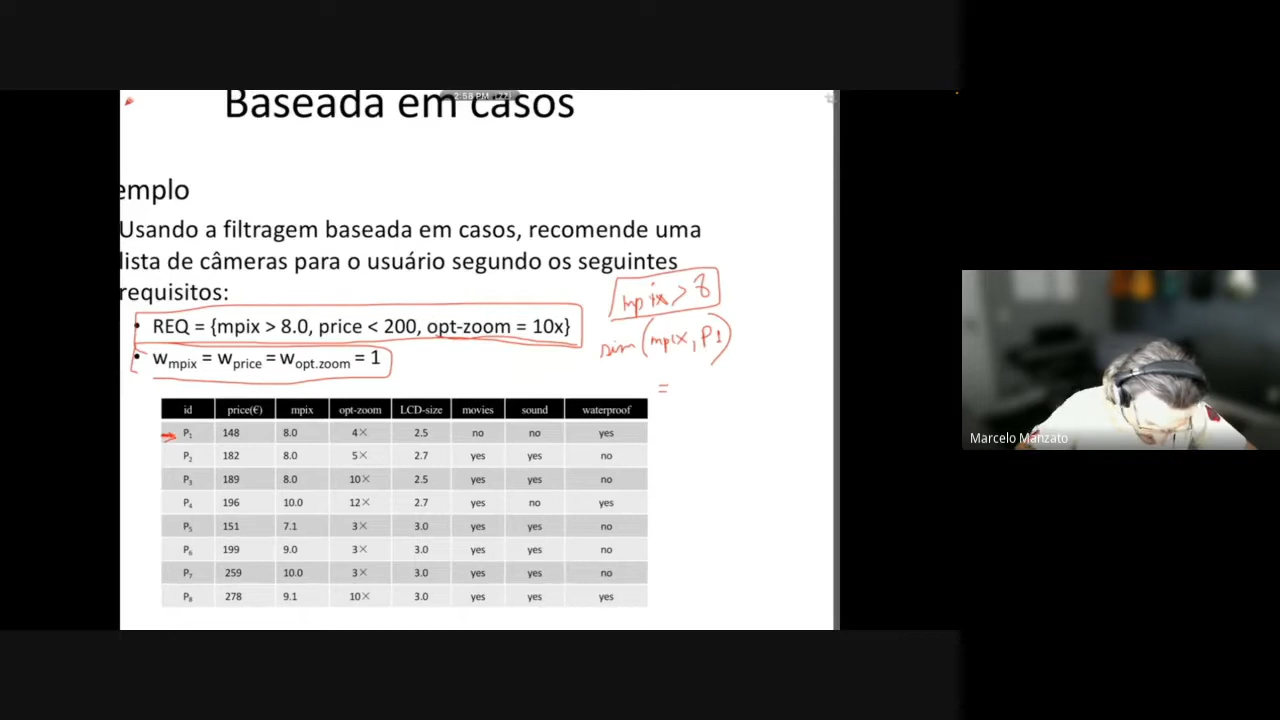 2:58 PM
Baseada em casos
emplo
Usando a filtragem baseada em casos, recomende uma
lista de câmeras para o usuário segundo os seguintes
requisitos:
• REQ = {mpix > 8.0, price < 200, opt-zoom = 10x}
• wmpix = wprice = wopt.zoom = 1
mpix > 8
sim (mpix, P1)
=
id price(€) mpix opt-zoom LCD-size movies sound waterproof
P1 148 8.0 4× 2.5 no no yes
P2 182 8.0 5× 2.7 yes yes no
P3 189 8.0 10× 2.5 yes yes no
P4 196 10.0 12× 2.7 yes no yes
P5 151 7.1 3× 3.0 yes yes no
P6 199 9.0 3× 3.0 yes yes no
P7 259 10.0 3× 3.0 yes yes no
P8 278 9.1 10× 3.0 yes yes yes
Marcelo Manzato